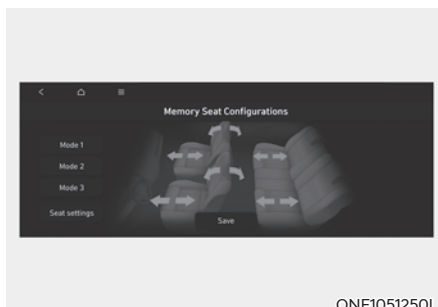 Memory Seat Configurations
Mode 1
Mode 2
Mode 3
Seat settings
Save
ONE1051250L